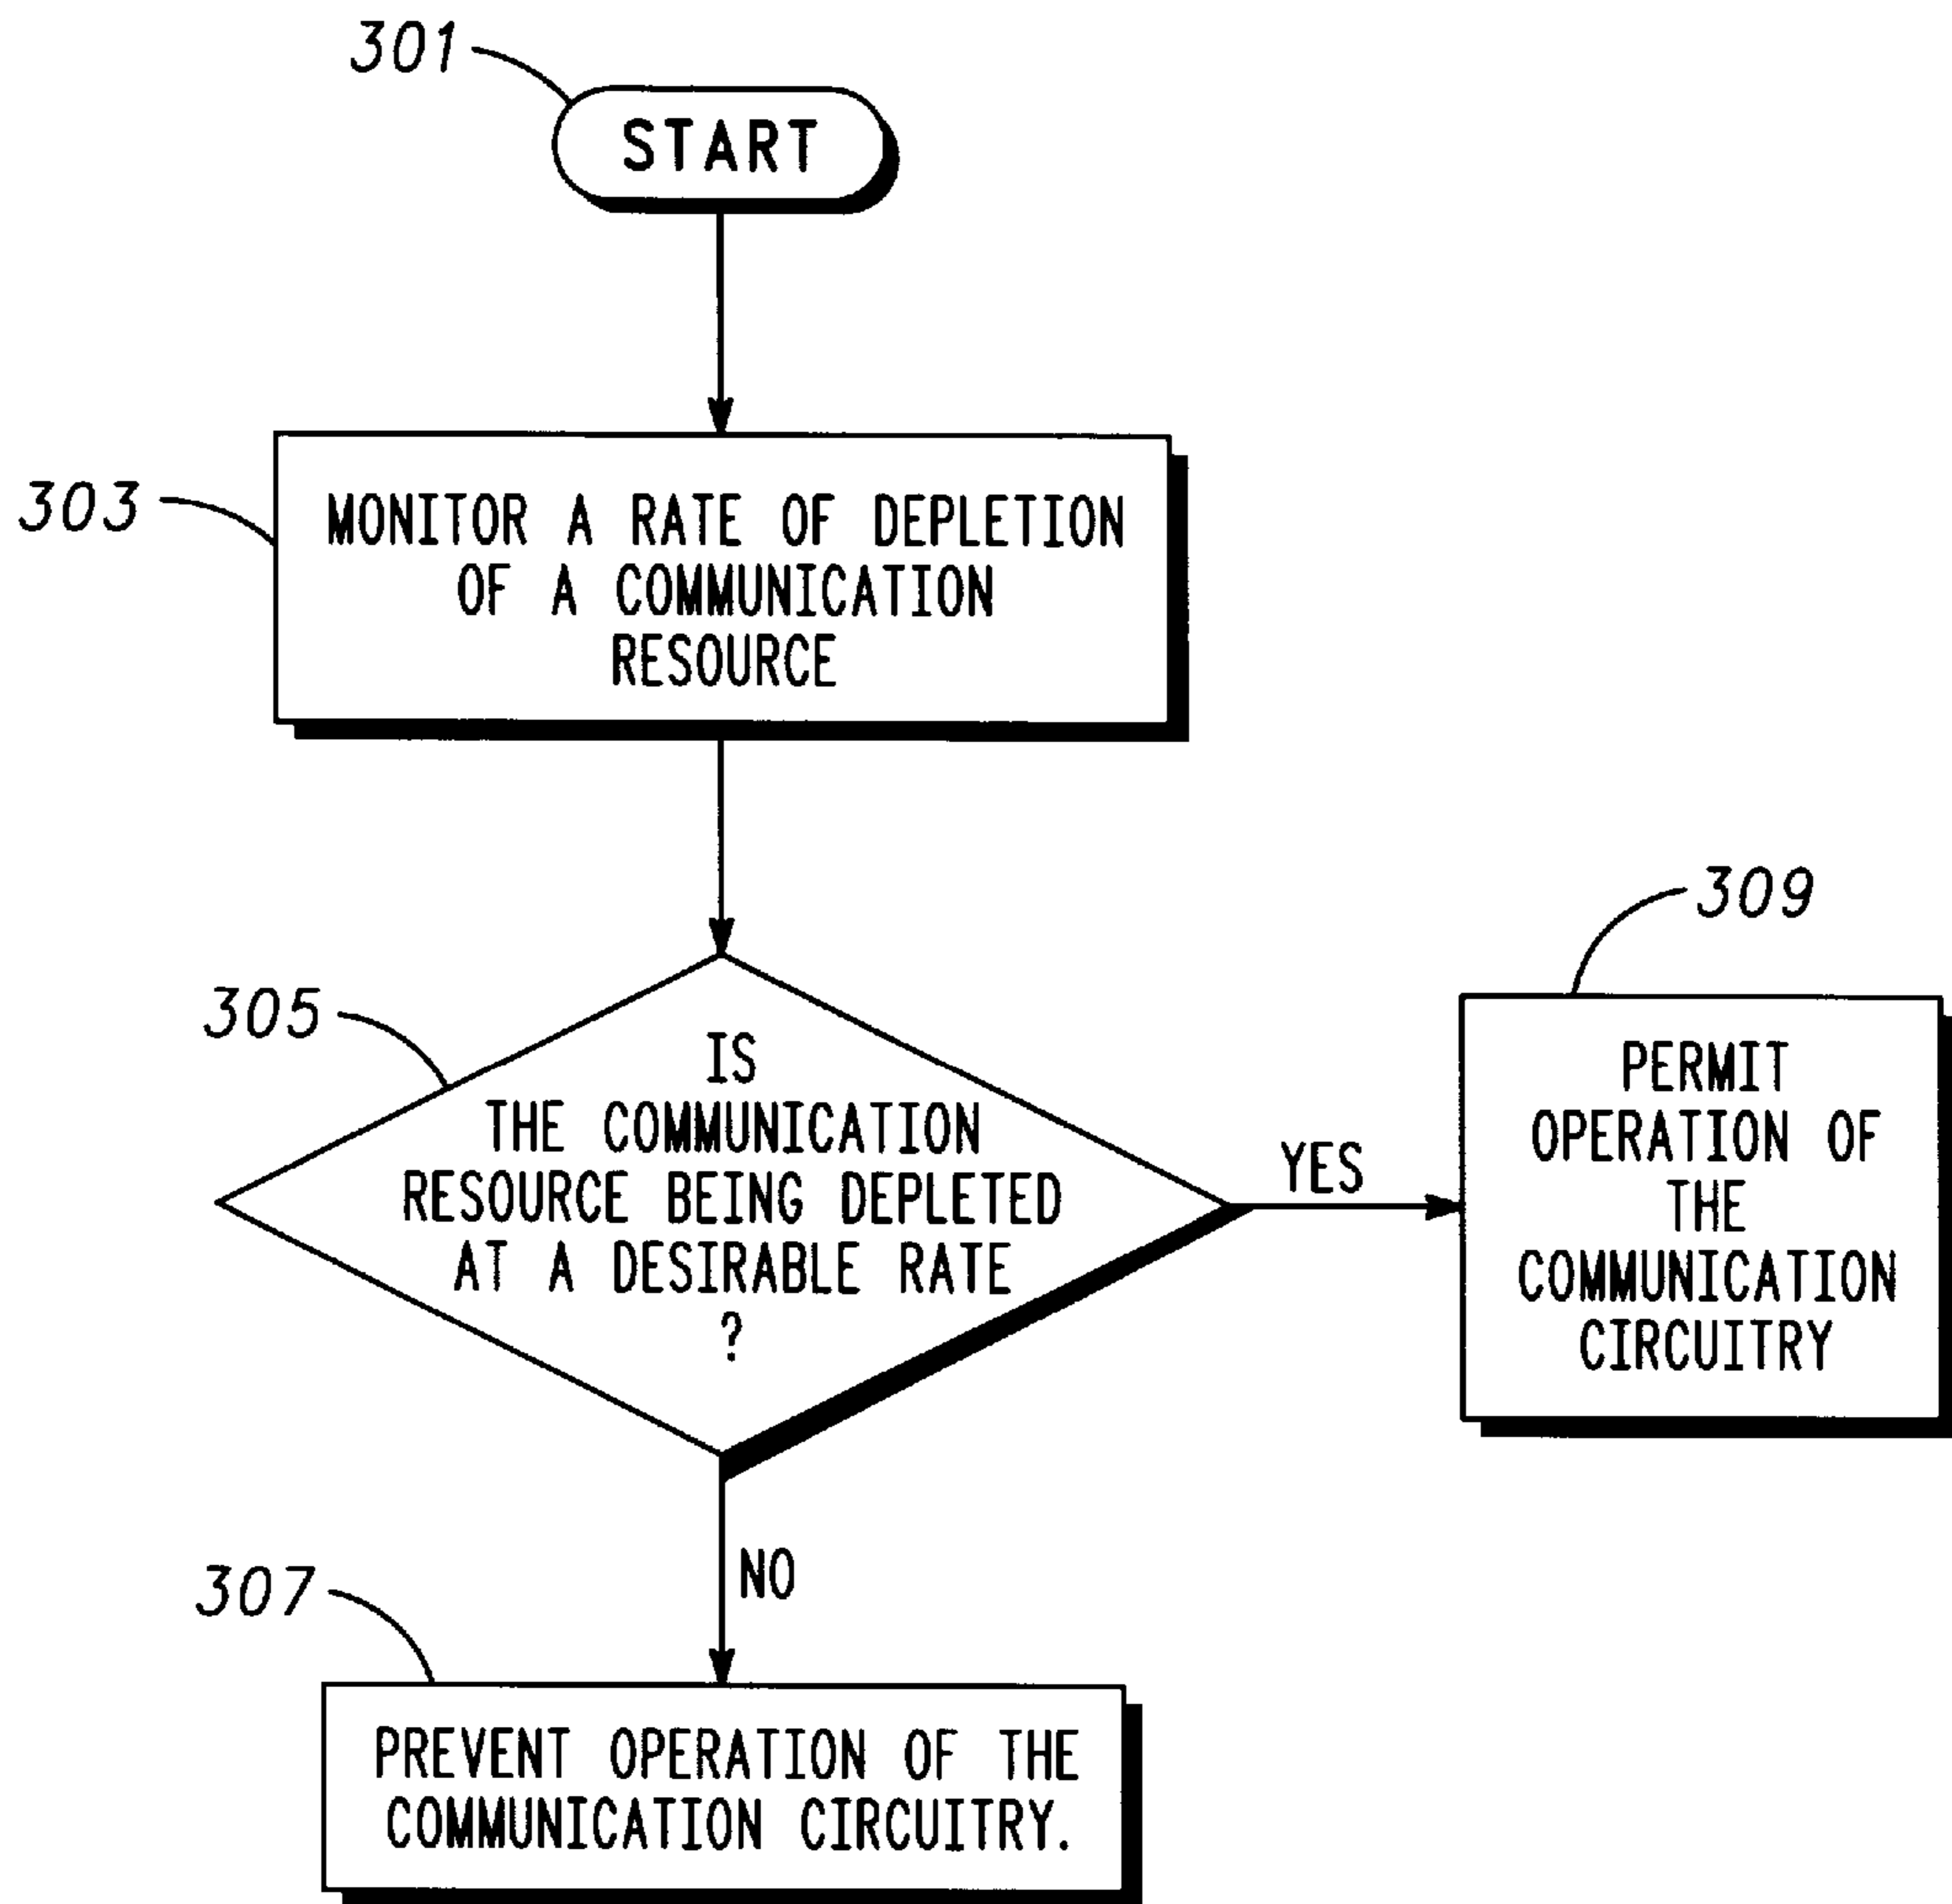 301
START
303
MONITOR A RATE OF DEPLETION
OF A COMMUNICATION
RESOURCE
305
IS
THE COMMUNICATION
RESOURCE BEING DEPLETED
AT A DESIRABLE RATE
?
YES
309
PERMIT
OPERATION OF
THE
COMMUNICATION
CIRCUITRY
NO
307
PREVENT OPERATION OF THE
COMMUNICATION CIRCUITRY.